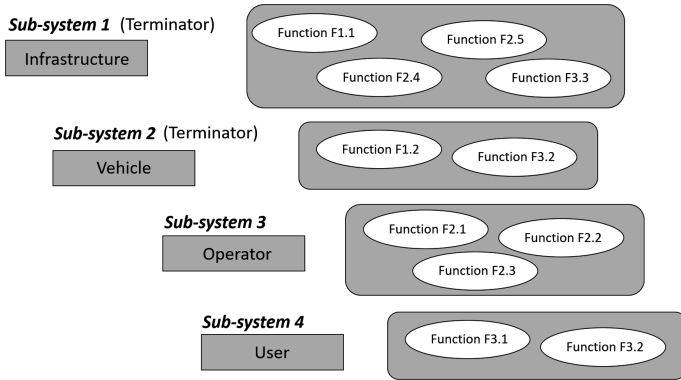 Sub-system 1 (Terminator)
Infrastructure
Function F1.1
Function F2.5
Function F2.4
Function F3.3
Sub-system 2 (Terminator)
Vehicle
Function F1.2
Function F3.2
Sub-system 3
Operator
Function F2.1
Function F2.2
Function F2.3
Sub-system 4
User
Function F3.1
Function F3.2